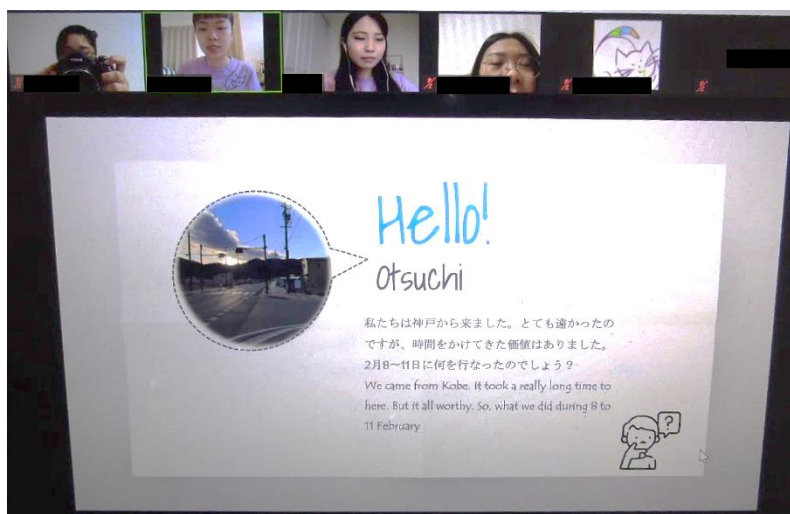 Hello!
Otsuchi
私たちは神戸から来ました。とても遠かったの
ですが、時間をかけてきた価値はありました。
2月8〜11日に何を行なったのでしょう？
We came from Kobe. It took a really long time to
here. But it all worthy. So, what we did during 8 to
11 February
?